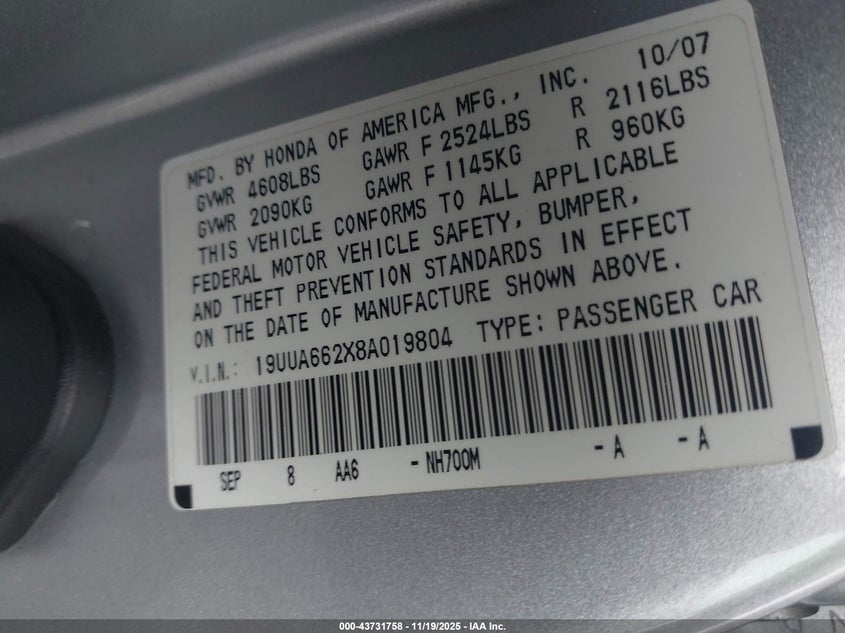 MFD. BY HONDA OF AMERICA MFG., INC. 10/07
GVWR 4608LBS GAWR F 2524LBS R 2116LBS
GVWR 2090KG GAWR F 1145KG R 960KG
THIS VEHICLE CONFORMS TO ALL APPLICABLE
FEDERAL MOTOR VEHICLE SAFETY, BUMPER,
AND THEFT PREVENTION STANDARDS IN EFFECT
ON THE DATE OF MANUFACTURE SHOWN ABOVE.
V.I.N.: 19UUA662X8A019804 TYPE: PASSENGER CAR
SEP 8 AA6 -NH700M -A -A
000-43731758 - 11/19/2025 - IAA Inc.